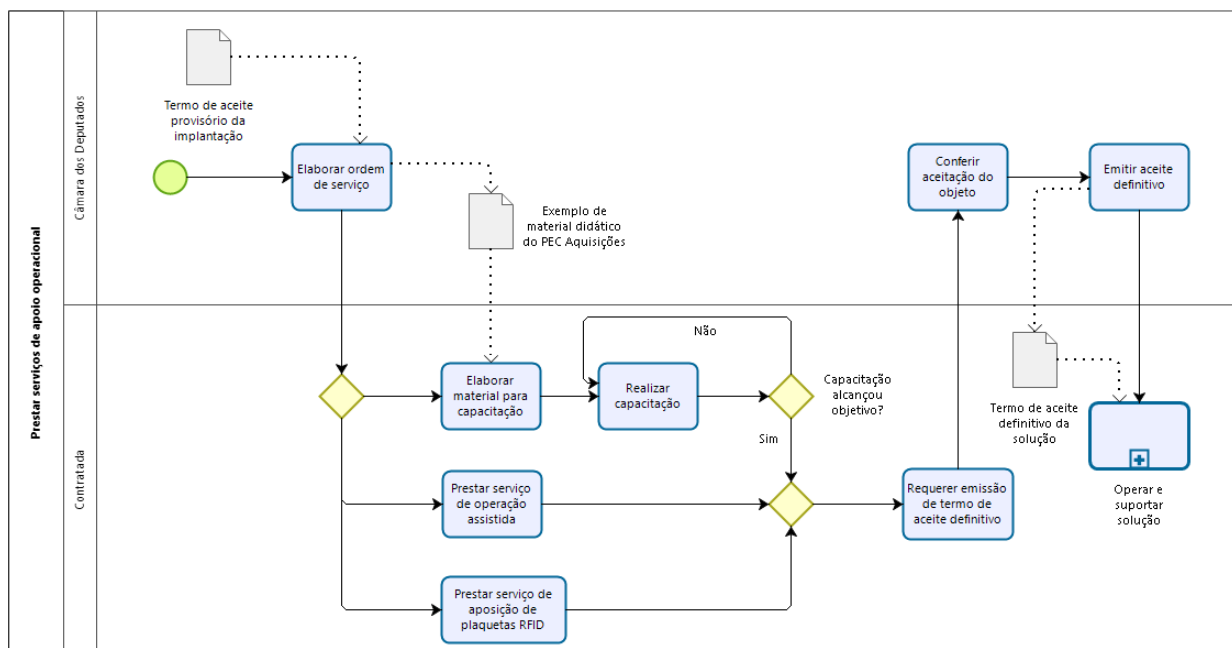 Prestar serviços de apoio operacional
Câmara dos Deputados
Termo de aceite
provisório da
implantação
Elaborar ordem
de serviço
Exemplo de
material didático
do PEC Aquisições
Conferir
aceitação do
objeto
Emitir aceite
definitivo
Contratada
Elaborar
material para
capacitação
Realizar
capacitação
Não
Capacitação
alcançou
objetivo?
Sim
Prestar serviço
de operação
assistida
Prestar serviço de
aposição de
plaquetas RFID
Requerer emissão
de termo de
aceite definitivo
Termo de aceite
definitivo da
solução
Operar e
suportar
solução